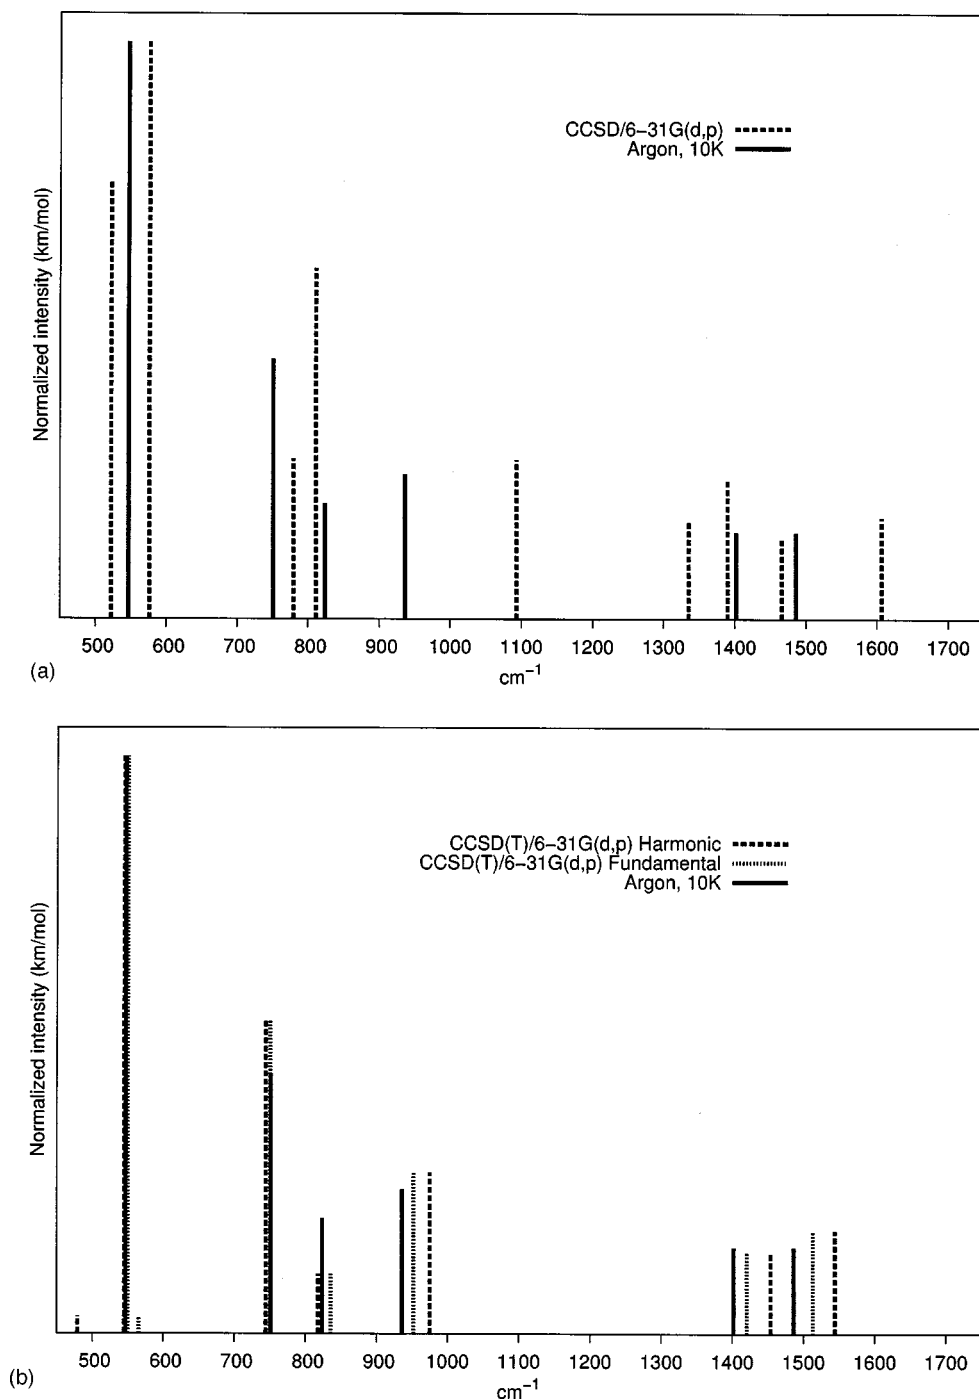 CCSD/6–31G(d,p)
Argon, 10K
Normalized intensity (km/mol)
500 600 700 800 900 1000 1100 1200 1300 1400 1500 1600 1700
cm⁻¹
(a)
CCSD(T)/6–31G(d,p) Harmonic
CCSD(T)/6–31G(d,p) Fundamental
Argon, 10K
Normalized intensity (km/mol)
500 600 700 800 900 1000 1100 1200 1300 1400 1500 1600 1700
cm⁻¹
(b)